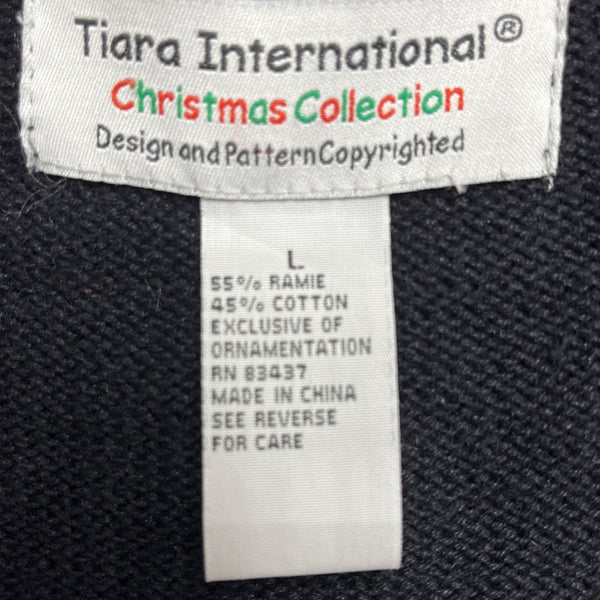 Tiara International®
Christmas Collection
Design and Pattern Copyrighted
L
55% RAMIE
45% COTTON
EXCLUSIVE OF
ORNAMENTATION
RN 83437
MADE IN CHINA
SEE REVERSE
FOR CARE